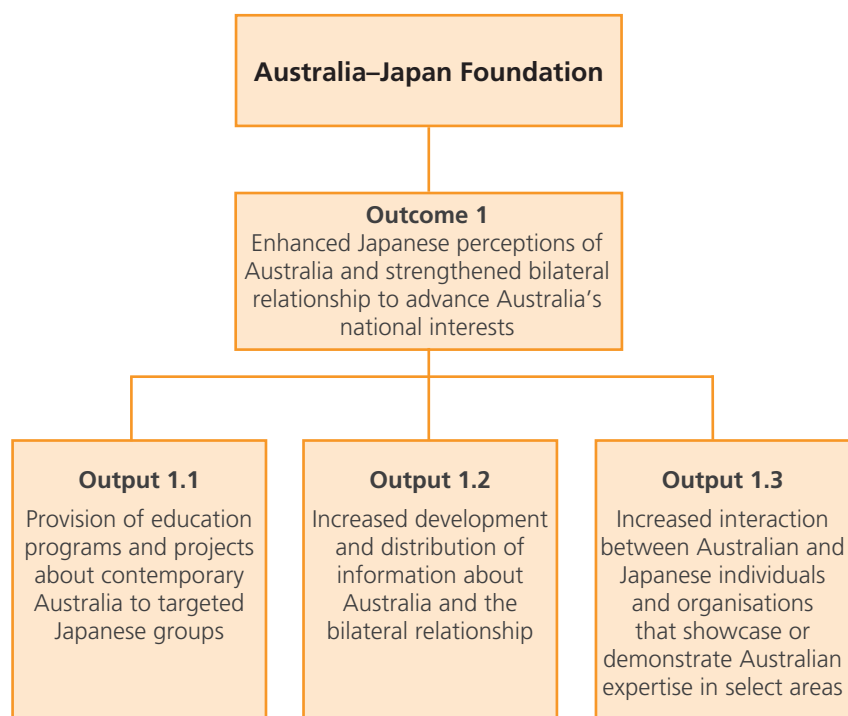 Australia–Japan Foundation
Outcome 1
Enhanced Japanese perceptions of
Australia and strengthened bilateral
relationship to advance Australia’s
national interests
Output 1.1
Provision of education
programs and projects
about contemporary
Australia to targeted
Japanese groups
Output 1.2
Increased development
and distribution of
information about
Australia and the
bilateral relationship
Output 1.3
Increased interaction
between Australian and
Japanese individuals
and organisations
that showcase or
demonstrate Australian
expertise in select areas